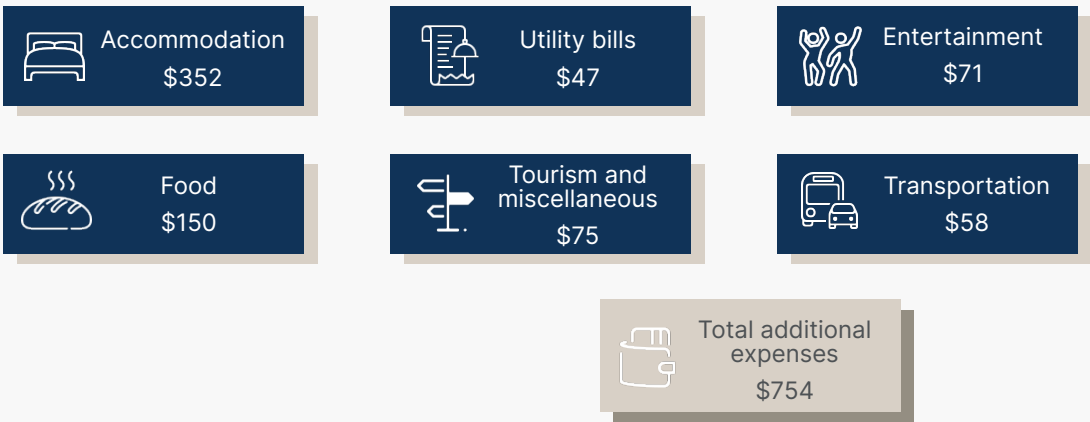 Accommodation
$352
Utility bills
$47
Entertainment
$71
Food
$150
Tourism and
miscellaneous
$75
Transportation
$58
Total additional
expenses
$754